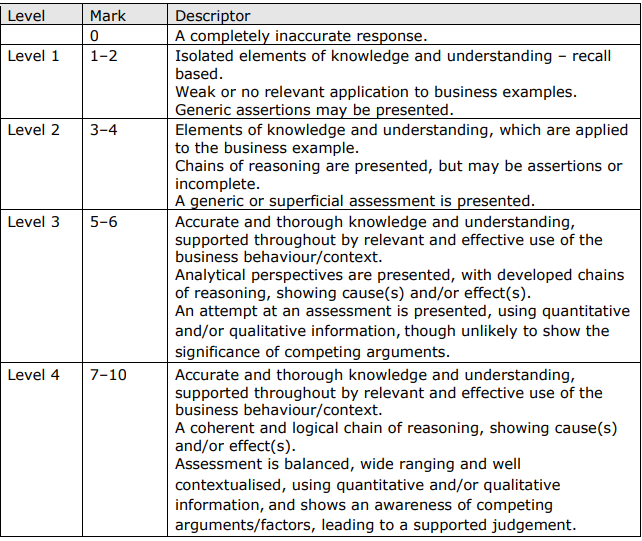 Level Mark Descriptor
0 A completely inaccurate response.
Level 1 1–2 Isolated elements of knowledge and understanding – recall
based.
Weak or no relevant application to business examples.
Generic assertions may be presented.
Level 2 3–4 Elements of knowledge and understanding, which are applied
to the business example.
Chains of reasoning are presented, but may be assertions or
incomplete.
A generic or superficial assessment is presented.
Level 3 5–6 Accurate and thorough knowledge and understanding,
supported throughout by relevant and effective use of the
business behaviour/context.
Analytical perspectives are presented, with developed chains
of reasoning, showing cause(s) and/or effect(s).
An attempt at an assessment is presented, using quantitative
and/or qualitative information, though unlikely to show the
significance of competing arguments.
Level 4 7–10 Accurate and thorough knowledge and understanding,
supported throughout by relevant and effective use of the
business behaviour/context.
A coherent and logical chain of reasoning, showing cause(s)
and/or effect(s).
Assessment is balanced, wide ranging and well
contextualised, using quantitative and/or qualitative
information, and shows an awareness of competing
arguments/factors, leading to a supported judgement.